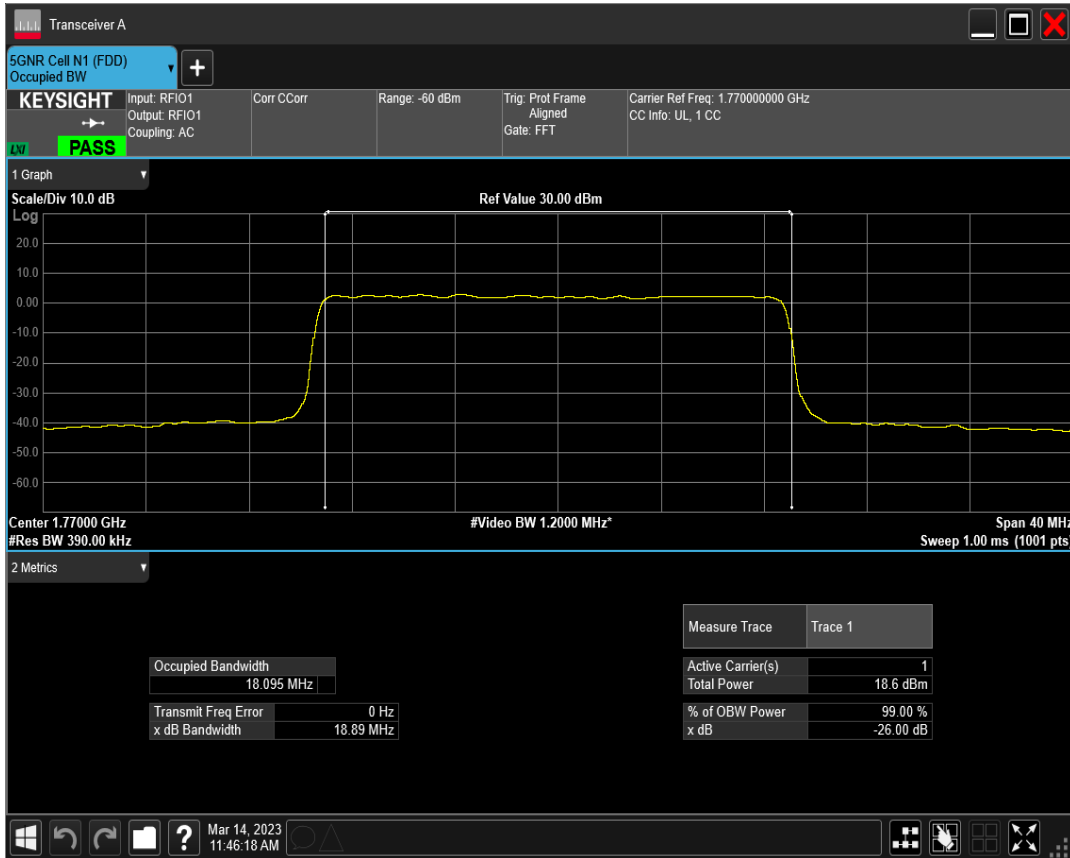 Transceiver A
5GNR Cell N1 (FDD)
Occupied BW
+
KEYSIGHT
LXI
PASS
Input: RFIO1
Output: RFIO1
Coupling: AC
Corr CCorr
Range: -60 dBm
Trig: Prot Frame
Aligned
Gate: FFT
Carrier Ref Freq: 1.770000000 GHz
CC Info: UL, 1 CC
1 Graph
Scale/Div 10.0 dB
Ref Value 30.00 dBm
Log
20.0
10.0
0.00
-10.0
-20.0
-30.0
-40.0
-50.0
-60.0
Center 1.77000 GHz
#Video BW 1.2000 MHz*
Span 40 MHz
#Res BW 390.00 kHz
Sweep 1.00 ms (1001 pts)
2 Metrics
Measure Trace Trace 1
Occupied Bandwidth
18.095 MHz
Transmit Freq Error 0 Hz
x dB Bandwidth 18.89 MHz
Active Carrier(s) 1
Total Power 18.6 dBm
% of OBW Power 99.00 %
x dB -26.00 dB
?
Mar 14, 2023
11:46:18 AM